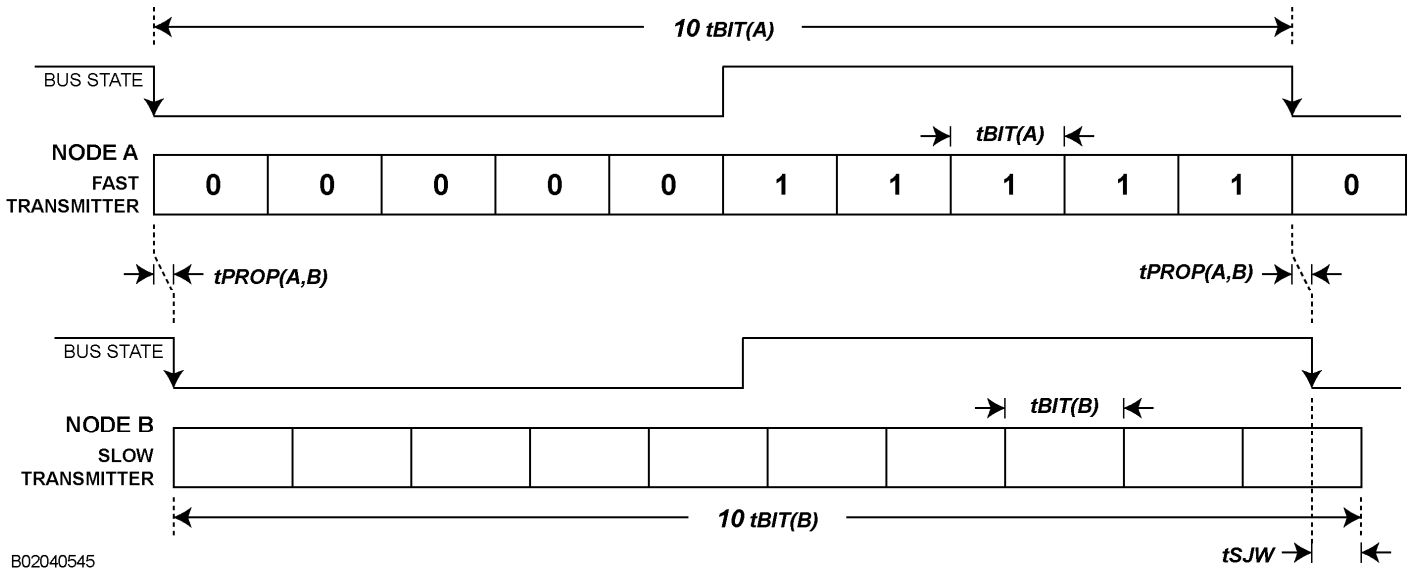 10 tBIT(A)
BUS STATE
tBIT(A)
NODE A
FAST
TRANSMITTER
0 0 0 0 0 1 1 1 1 1 0
tPROP(A,B) tPROP(A,B)
BUS STATE
tBIT(B)
NODE B
SLOW
TRANSMITTER
10 tBIT(B)
tSJW
B02040545